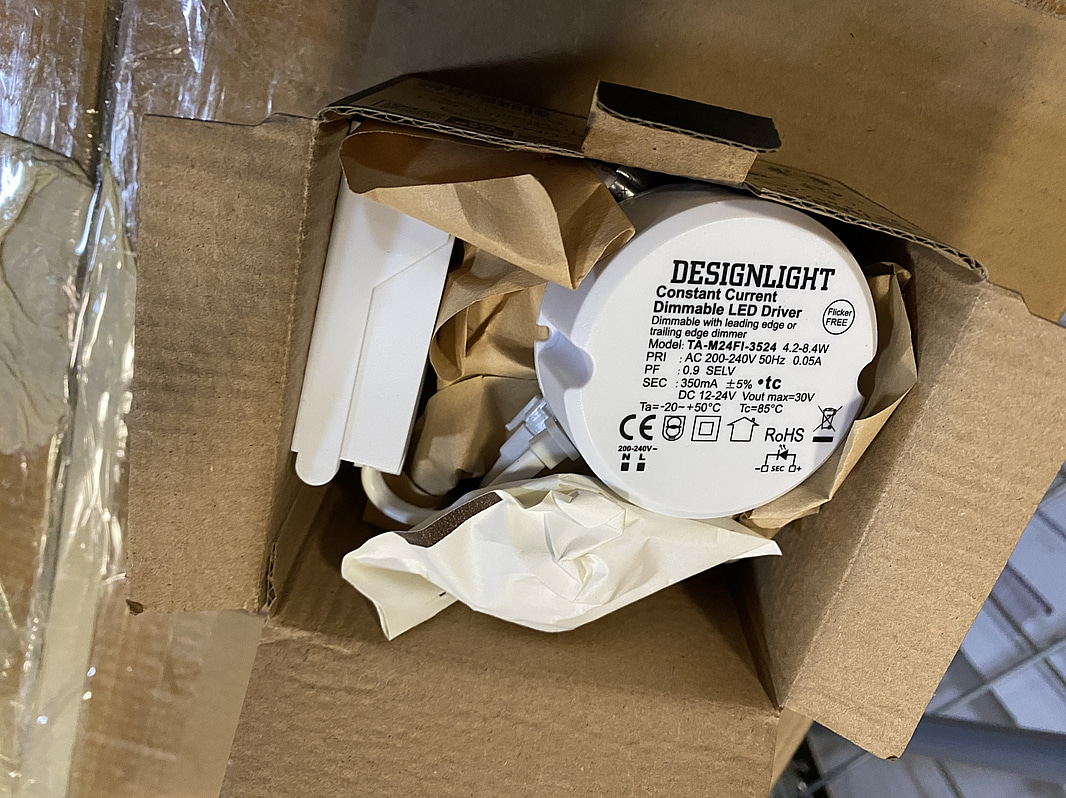 DESIGNLIGHT
Constant Current
Dimmable LED Driver
Flicker
FREE
Dimmable with leading edge or
trailing edge dimmer
Model: TA-M24FI-3524 4.2-8.4W
PRI : AC 200-240V 50Hz 0.05A
PF : 0.9 SELV
SEC : 350mA ±5% •tc
DC 12-24V Vout max=30V
Ta=-20~+50°C Tc=85°C
CE
RoHS
200-240V~
N L
- SEC +